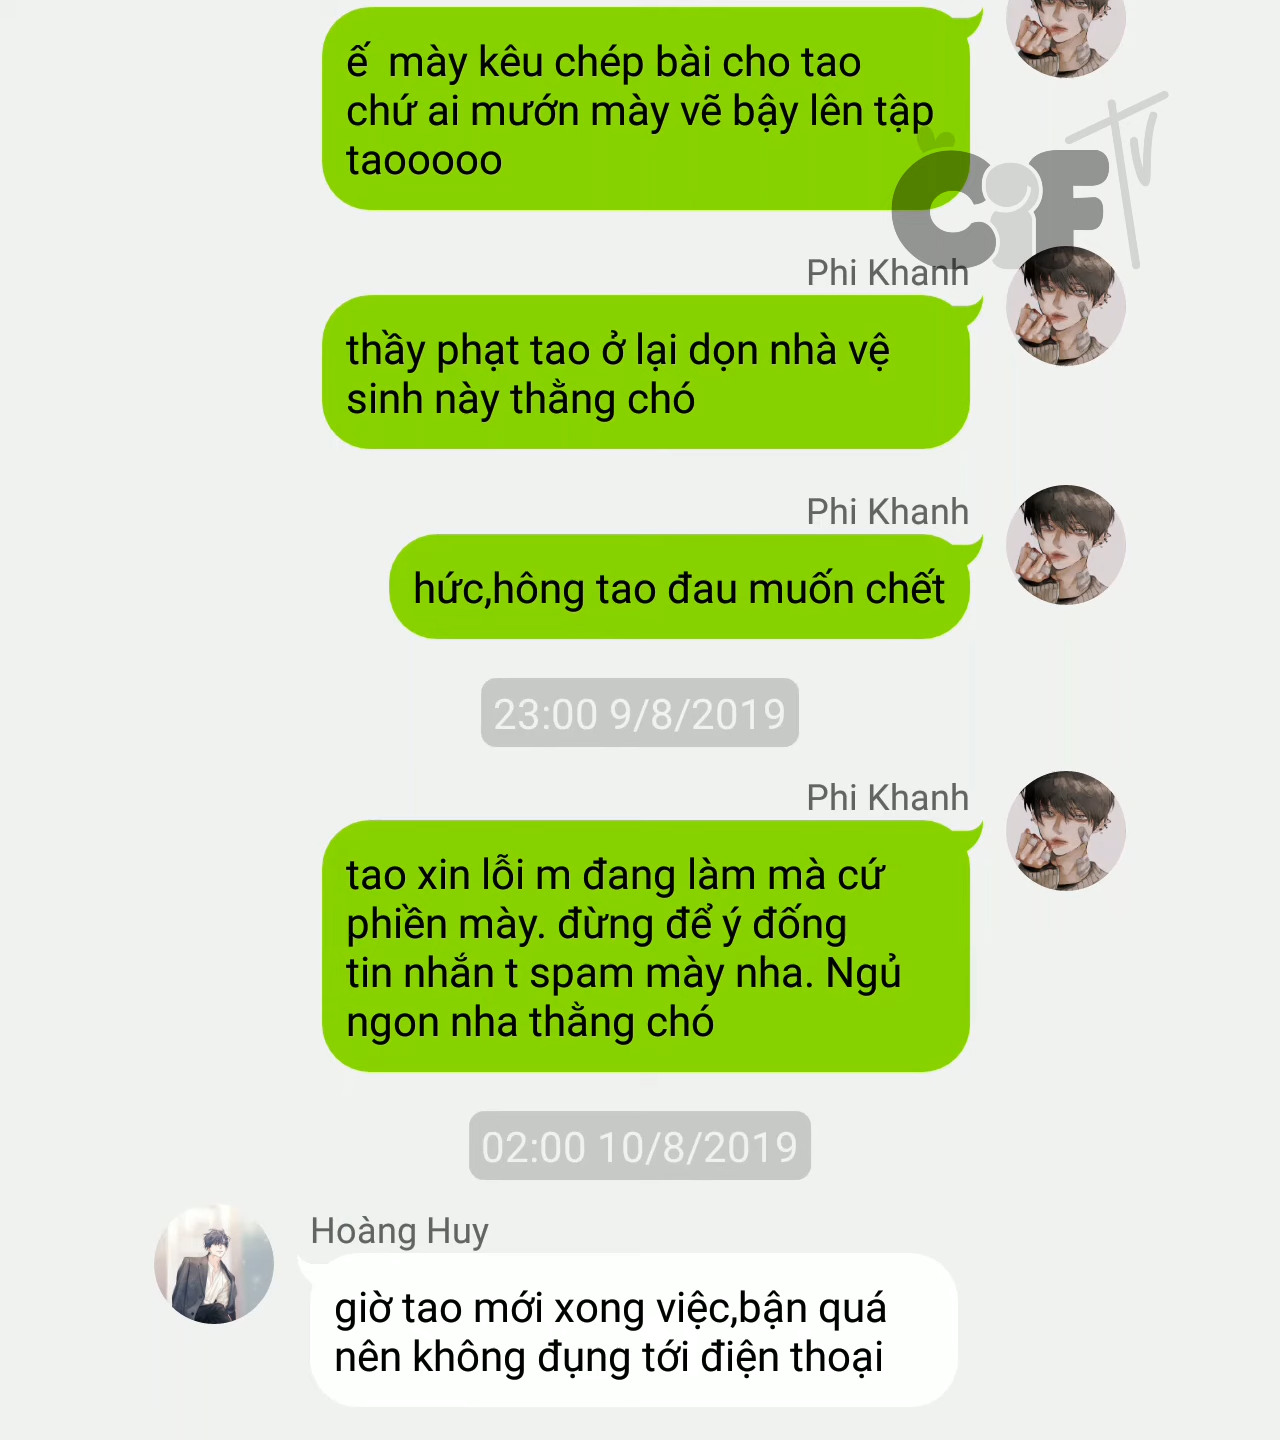 ế  mày kêu chép bài cho tao
chứ ai mướn mày vẽ bậy lên tập
taooooo
CiF TV
Phi Khanh
thầy phạt tao ở lại dọn nhà vệ
sinh này thằng chó
Phi Khanh
hức,hông tao đau muốn chết
23:00 9/8/2019
Phi Khanh
tao xin lỗi m đang làm mà cứ
phiền mày. đừng để ý đống
tin nhắn t spam mày nha. Ngủ
ngon nha thằng chó
02:00 10/8/2019
Hoàng Huy
giờ tao mới xong việc,bận quá
nên không đụng tới điện thoại